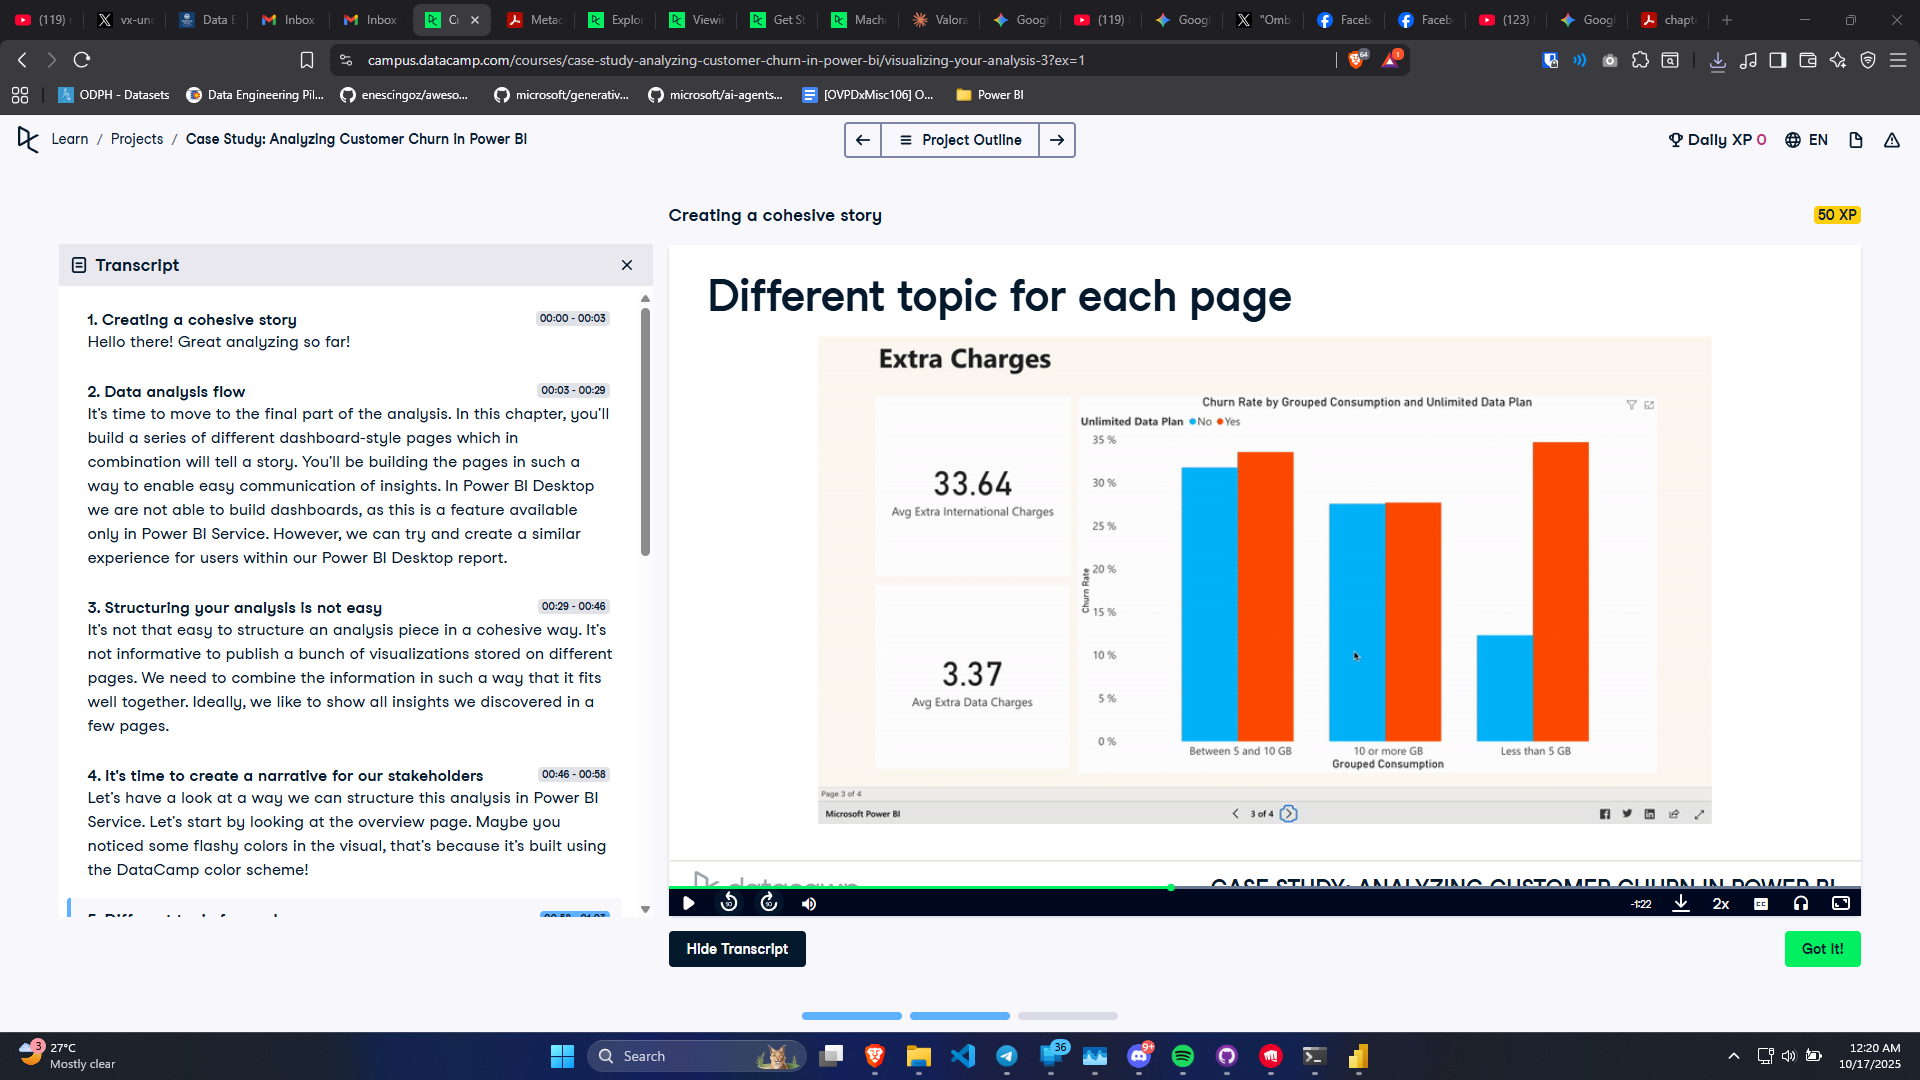 (119)
vx-und
Data E
Inbox
Inbox
Cr
Metac
Explor
Viewir
Get St
Machi
Valora
Googl
(119)
Googl
"Omb
Faceb
Faceb
(123)
Googl
chapt
campus.datacamp.com/courses/case-study-analyzing-customer-churn-in-power-bi/visualizing-your-analysis-3?ex=1
64
1
ODPH - Datasets
Data Engineering Pil...
enescingoz/aweso...
microsoft/generativ...
microsoft/ai-agents...
[OVPDxMisc106] O...
Power BI
Learn / Projects / Case Study: Analyzing Customer Churn in Power BI
Project Outline
Daily XP 0
EN
Creating a cohesive story
50 XP
Transcript
1. Creating a cohesive story
00:00 - 00:03
Hello there! Great analyzing so far!
2. Data analysis flow
00:03 - 00:29
It's time to move to the final part of the analysis. In this chapter, you'll
build a series of different dashboard-style pages which in
combination will tell a story. You'll be building the pages in such a
way to enable easy communication of insights. In Power BI Desktop
we are not able to build dashboards, as this is a feature available
only in Power BI Service. However, we can try and create a similar
experience for users within our Power BI Desktop report.
3. Structuring your analysis is not easy
00:29 - 00:46
It's not that easy to structure an analysis piece in a cohesive way. It's
not informative to publish a bunch of visualizations stored on different
pages. We need to combine the information in such a way that it fits
well together. Ideally, we like to show all insights we discovered in a
few pages.
4. It's time to create a narrative for our stakeholders
00:46 - 00:58
Let's have a look at a way we can structure this analysis in Power BI
Service. Let's start by looking at the overview page. Maybe you
noticed some flashy colors in the visual, that's because it's built using
the DataCamp color scheme!
Different topic for each page
Extra Charges
33.64
Avg Extra International Charges
3.37
Avg Extra Data Charges
Churn Rate by Grouped Consumption and Unlimited Data Plan
Unlimited Data Plan No Yes
Churn Rate
35 %
30 %
25 %
20 %
15 %
10 %
5 %
0 %
Between 5 and 10 GB
10 or more GB
Less than 5 GB
Grouped Consumption
Page 3 of 4
Microsoft Power BI
3 of 4
datacamp
CASE STUDY: ANALYZING CUSTOMER CHURN IN POWER BI
10
10
-1:22
2x
CC
Hide Transcript
Got It!
3
27°C
Mostly clear
Search
36
9+
12:20 AM
10/17/2025